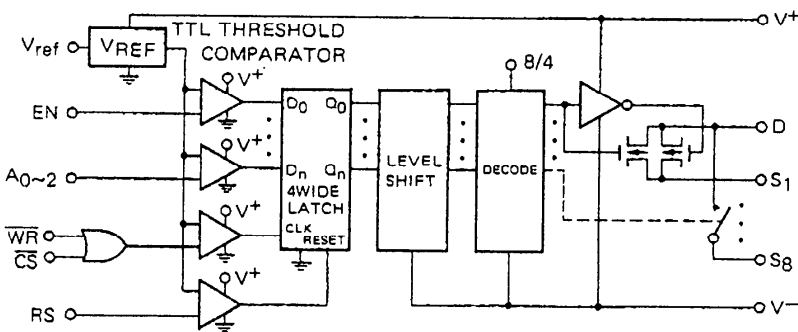 TTL THRESHOLD
COMPARATOR
V+
Vref
VREF
V+
8/4
EN
D0
Q0
D
V+
A0~2
Dn
Qn
LEVEL
SHIFT
DECODE
S1
4WIDE
LATCH
V+
WR
CS
CLK
RESET
S8
V+
RS
V−